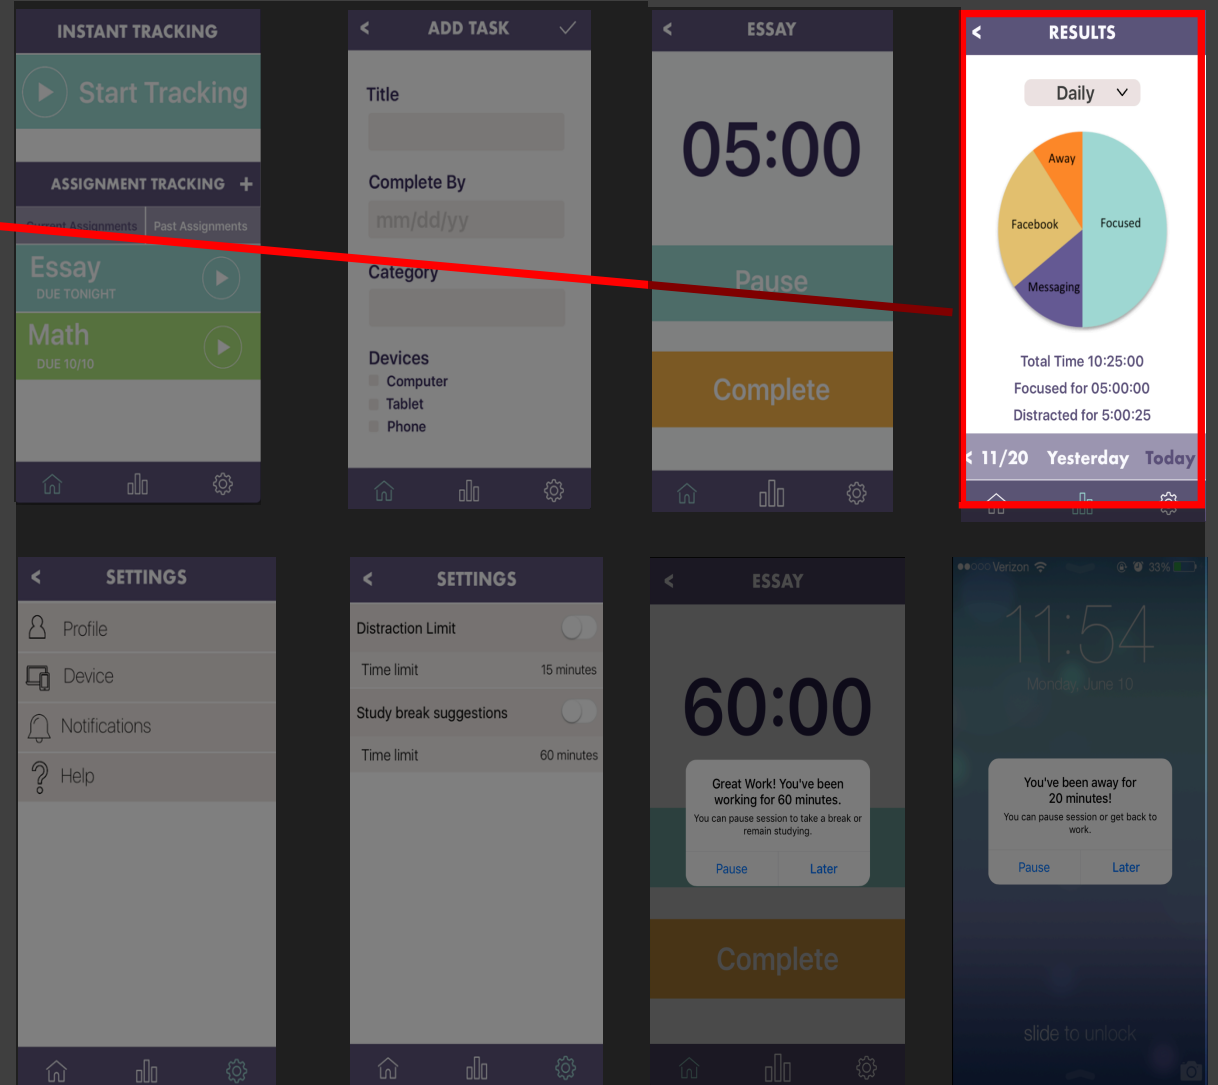 INSTANT TRACKING
Start Tracking
ASSIGNMENT TRACKING +
Current Assignments
Past Assignments
Essay
DUE TONIGHT
Math
DUE 10/10
< ADD TASK
Title
Complete By
mm/dd/yy
Category
Devices
Computer
Tablet
Phone
< ESSAY
05:00
Pause
Complete
< RESULTS
Daily
Away
Facebook
Focused
Messaging
Total Time 10:25:00
Focused for 05:00:00
Distracted for 5:00:25
< 11/20 Yesterday Today
< SETTINGS
Profile
Device
Notifications
Help
< SETTINGS
Distraction Limit
Time limit 15 minutes
Study break suggestions
Time limit 60 minutes
< ESSAY
60:00
Great Work! You've been
working for 60 minutes.
You can pause session to take a break or
remain studying.
Pause Later
Complete
Verizon 33%
11:54
Monday, June 10
You've been away for
20 minutes!
You can pause session or get back to
work.
Pause Later
slide to unlock